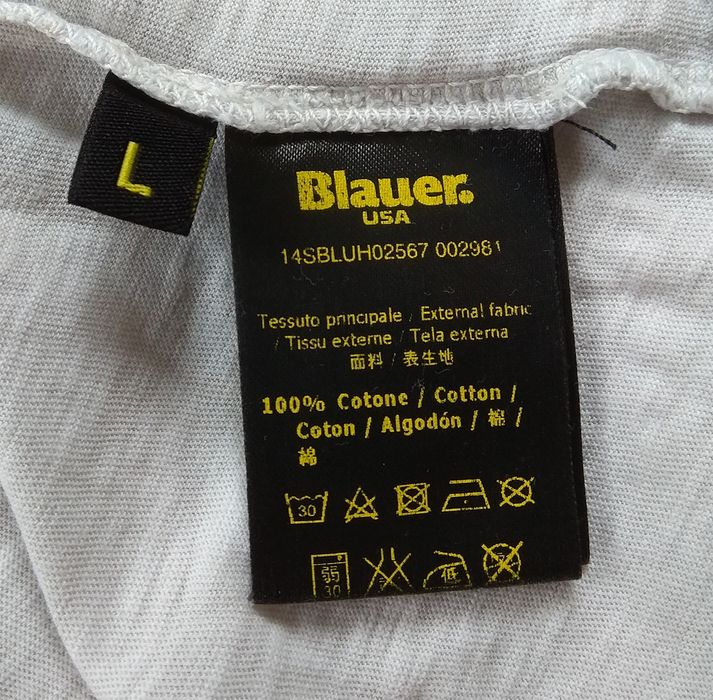 L
Blauer.
USA
14SBLUH02567 002981
Tessuto principale / External fabric
/ Tissu externe / Tela externa
面料 / 表生地
100% Cotone / Cotton /
Coton / Algodón / 棉 /
綿
30
弱 低
30